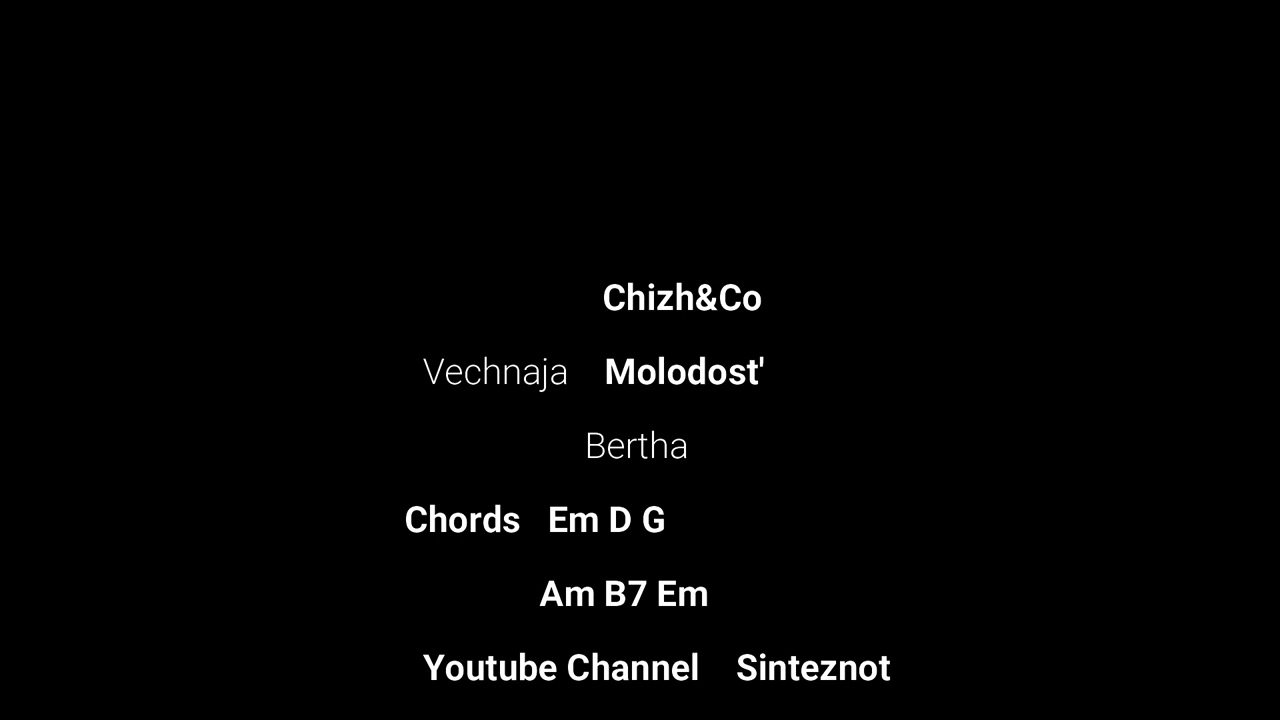 Chizh&Co
Vechnaja Molodost'
Bertha
Chords Em D G
Am B7 Em
Youtube Channel Sinteznot